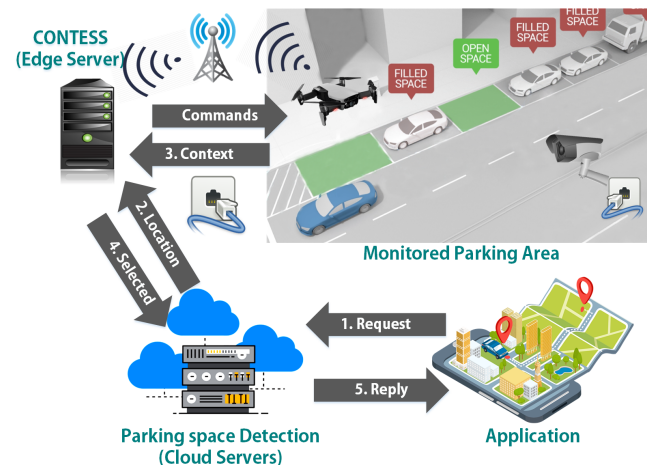 CONTESS
(Edge Server)
FILLED
SPACE
OPEN
SPACE
FILLED
SPACE
FILLED
SPACE
Commands
3. Context
2. Location
4. Selected
Monitored Parking Area
1. Request
5. Reply
Parking space Detection
(Cloud Servers)
Application